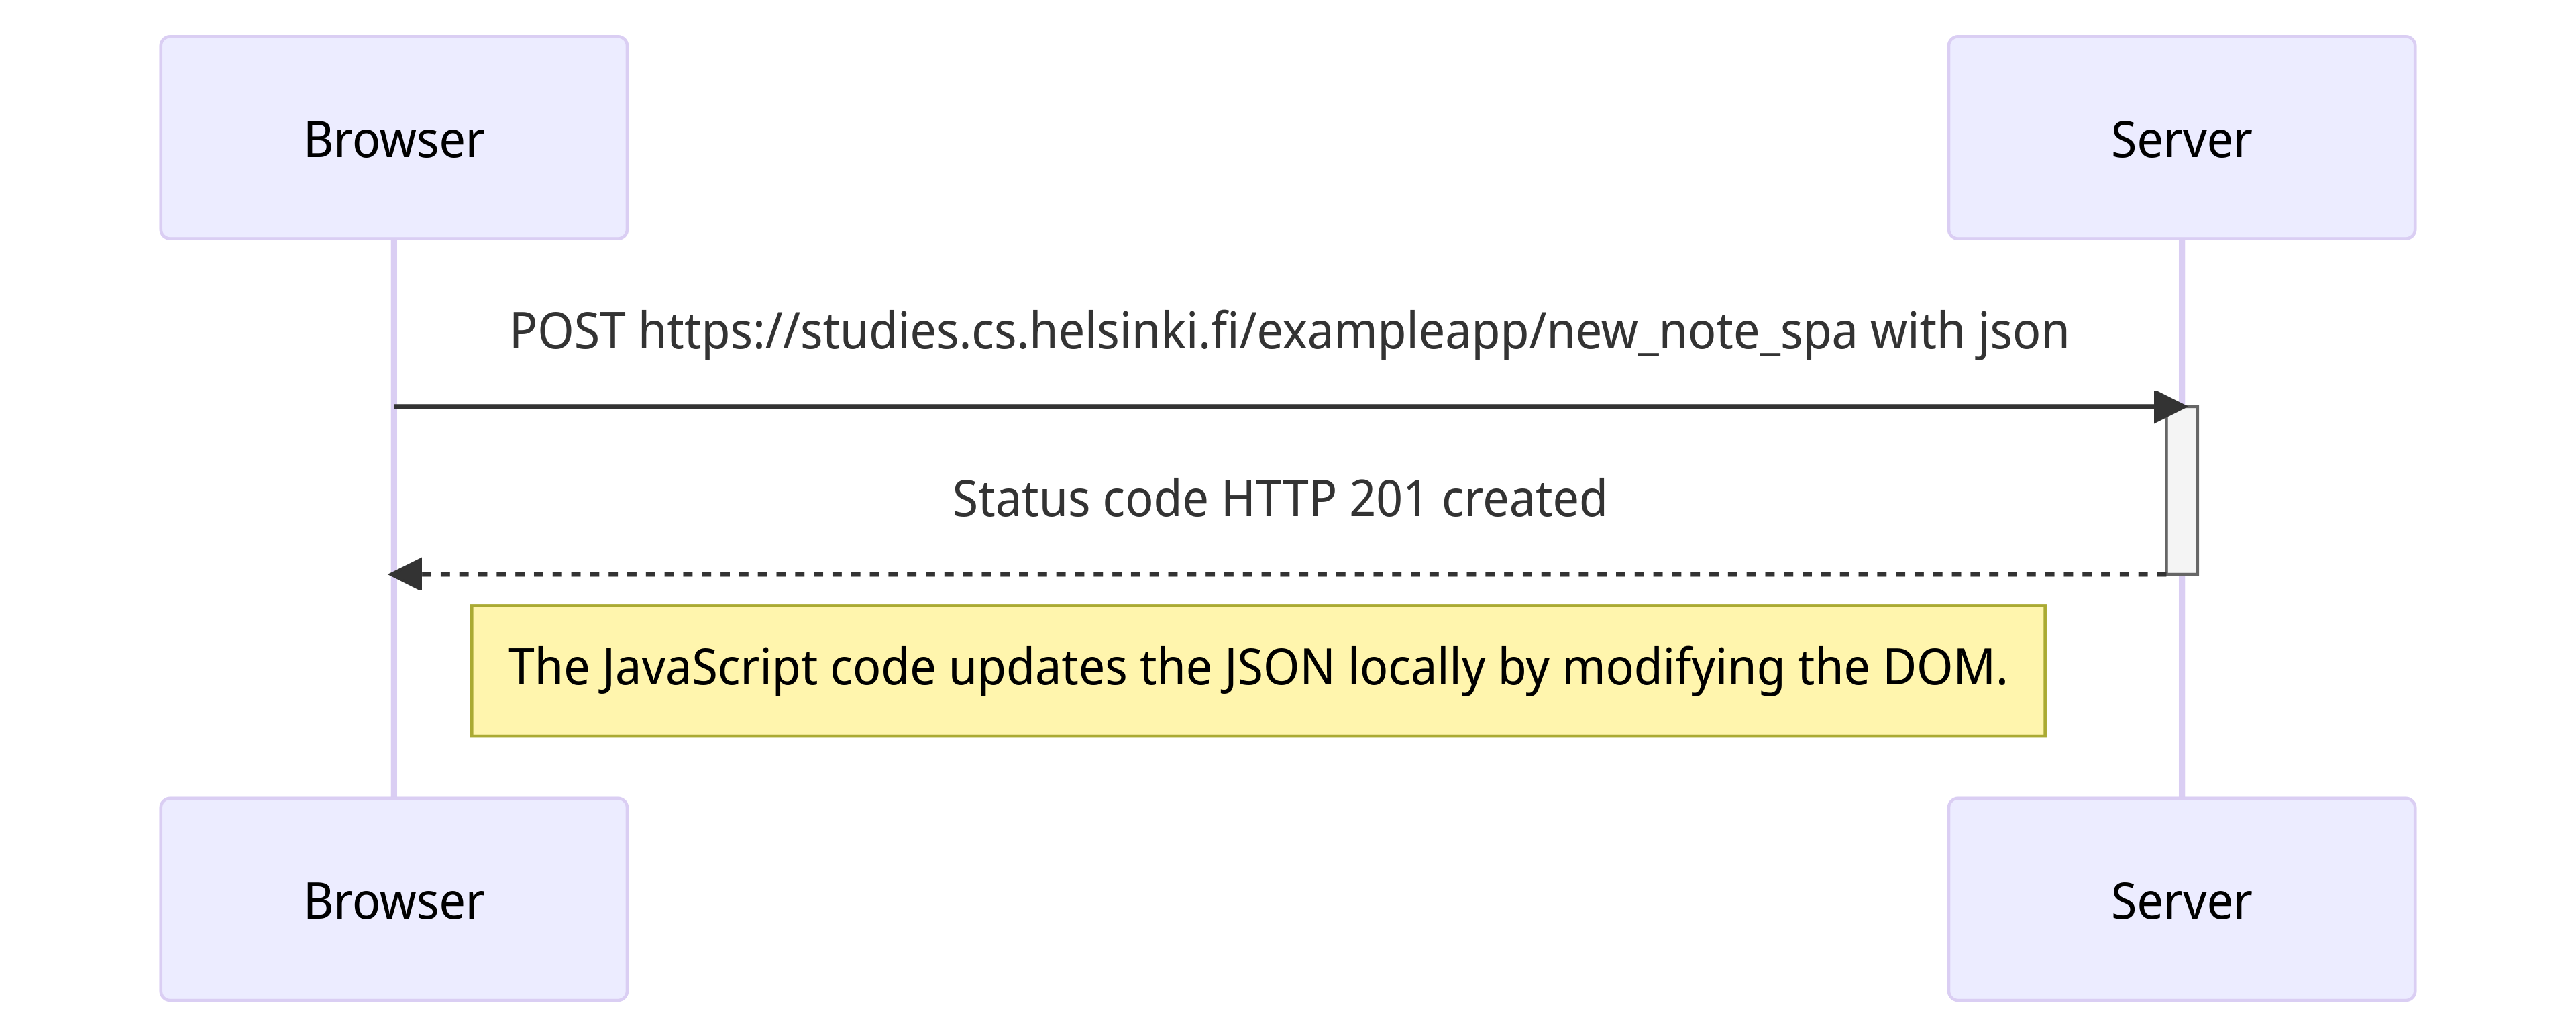 Browser
Server
POST https://studies.cs.helsinki.fi/exampleapp/new_note_spa with json
Status code HTTP 201 created
The JavaScript code updates the JSON locally by modifying the DOM.
Browser
Server